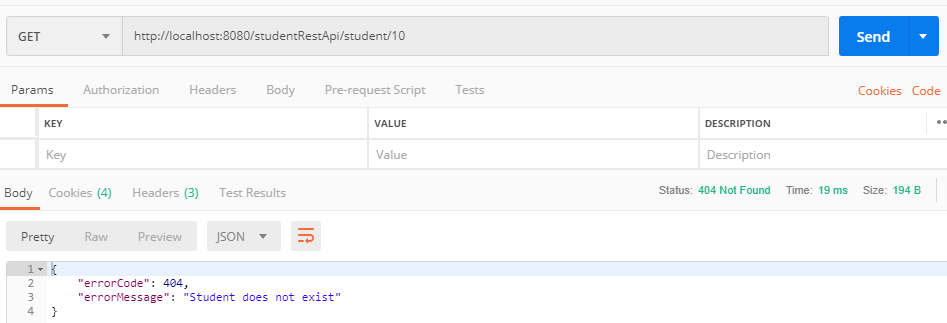 GET http://localhost:8080/studentRestApi/student/10 Send
Params Authorization Headers Body Pre-request Script Tests Cookies Code
KEY VALUE DESCRIPTION
Key Value Description
Body Cookies (4) Headers (3) Test Results Status: 404 Not Found Time: 19 ms Size: 194 B
Pretty Raw Preview JSON
1 {
2 "errorCode": 404,
3 "errorMessage": "Student does not exist"
4 }